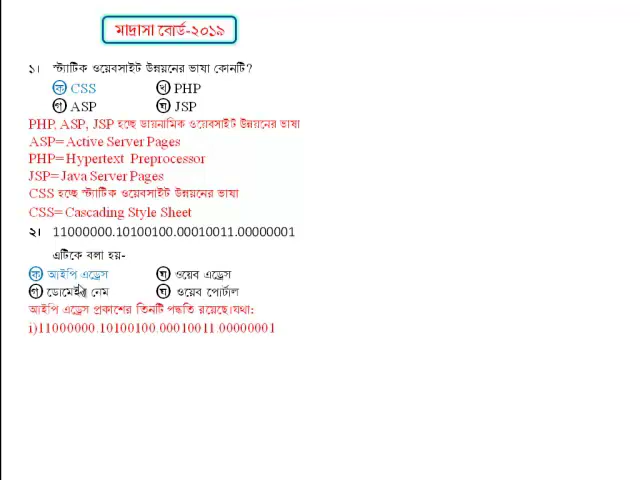 মাদ্রাসা বোর্ড-২০১৯
১। স্ট্যাটিক ওয়েবসাইট উন্নয়নের ভাষা কোনটি?
ক CSS খ PHP
গ ASP ঘ JSP
PHP, ASP, JSP হচ্ছে ডায়নামিক ওয়েবসাইট উন্নয়নের ভাষা
ASP= Active Server Pages
PHP= Hypertext Preprocessor
JSP= Java Server Pages
CSS হচ্ছে স্ট্যাটিক ওয়েবসাইট উন্নয়নের ভাষা
CSS= Cascading Style Sheet
২। 11000000.10100100.00010011.00000001
এটিকে বলা হয়-
ক আইপি এড্রেস ঘ ওয়েব এড্রেস
গ ডোমেইন নেম ঘ ওয়েব পোর্টাল
আইপি এড্রেস প্রকাশের তিনটি পদ্ধতি রয়েছে।যথা:
i)11000000.10100100.00010011.00000001